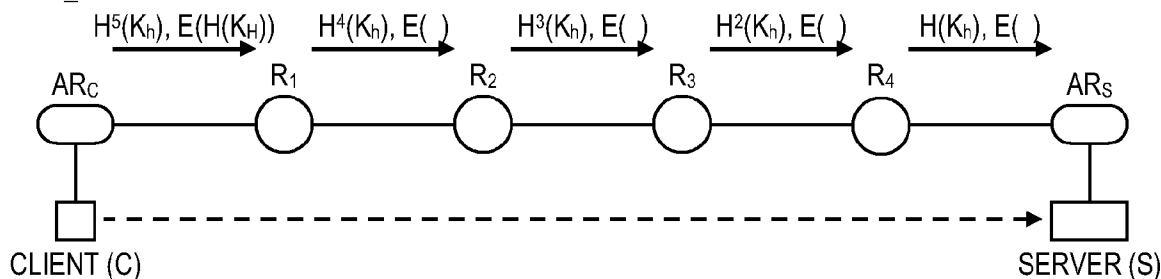 H⁵(Kₕ), E(H(K_H)) H⁴(Kₕ), E( ) H³(Kₕ), E( ) H²(Kₕ), E( ) H(Kₕ), E( )
AR_C R₁ R₂ R₃ R₄ AR_S
CLIENT (C) SERVER (S)